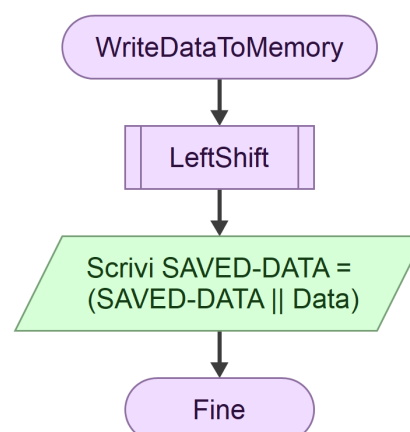 WriteDataToMemory
LeftShift
Scrivi SAVED-DATA =
(SAVED-DATA || Data)
Fine